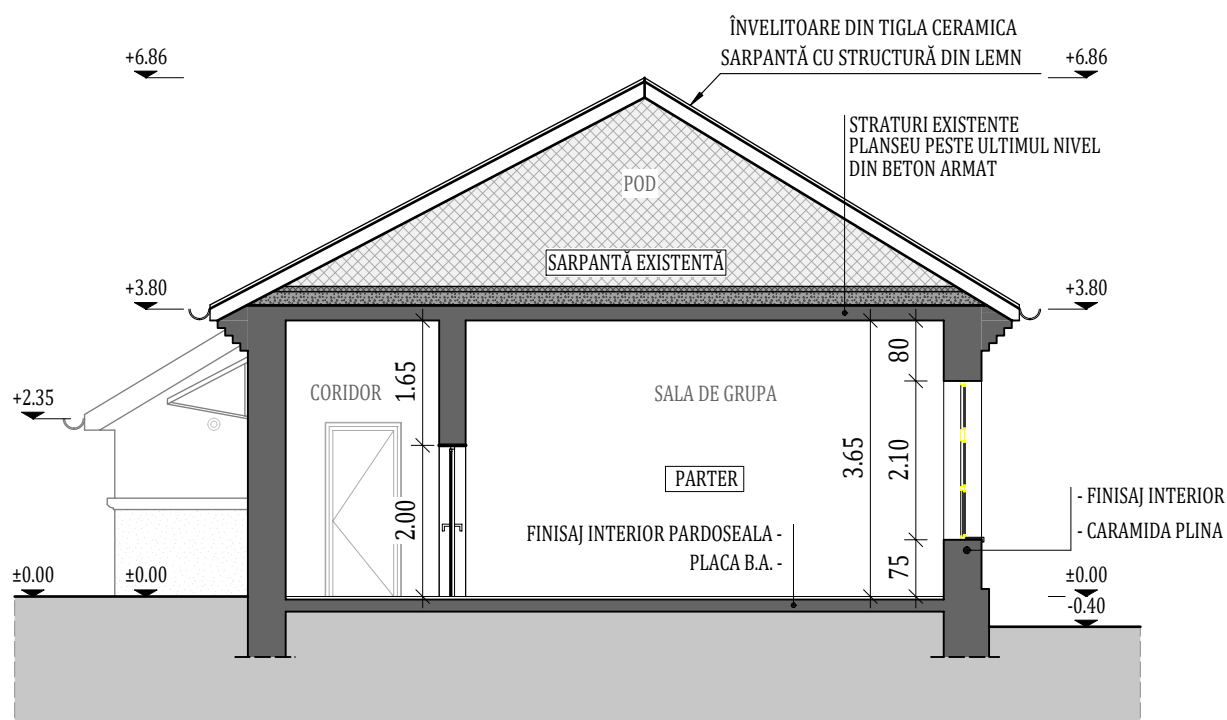 ÎNVELITOARE DIN TIGLA CERAMICA
SARPANTĂ CU STRUCTURĂ DIN LEMN
+6.86
+6.86
STRATURI EXISTENTE
PLANSEU PESTE ULTIMUL NIVEL
DIN BETON ARMAT
POD
SARPANTĂ EXISTENTĂ
+3.80
+3.80
+2.35
CORIDOR
1.65
SALA DE GRUPA
80
3.65
2.10
PARTER
2.00
FINISAJ INTERIOR PARDOSEALA -
PLACA B.A. -
75
- FINISAJ INTERIOR
- CARAMIDA PLINA
±0.00
±0.00
±0.00
-0.40